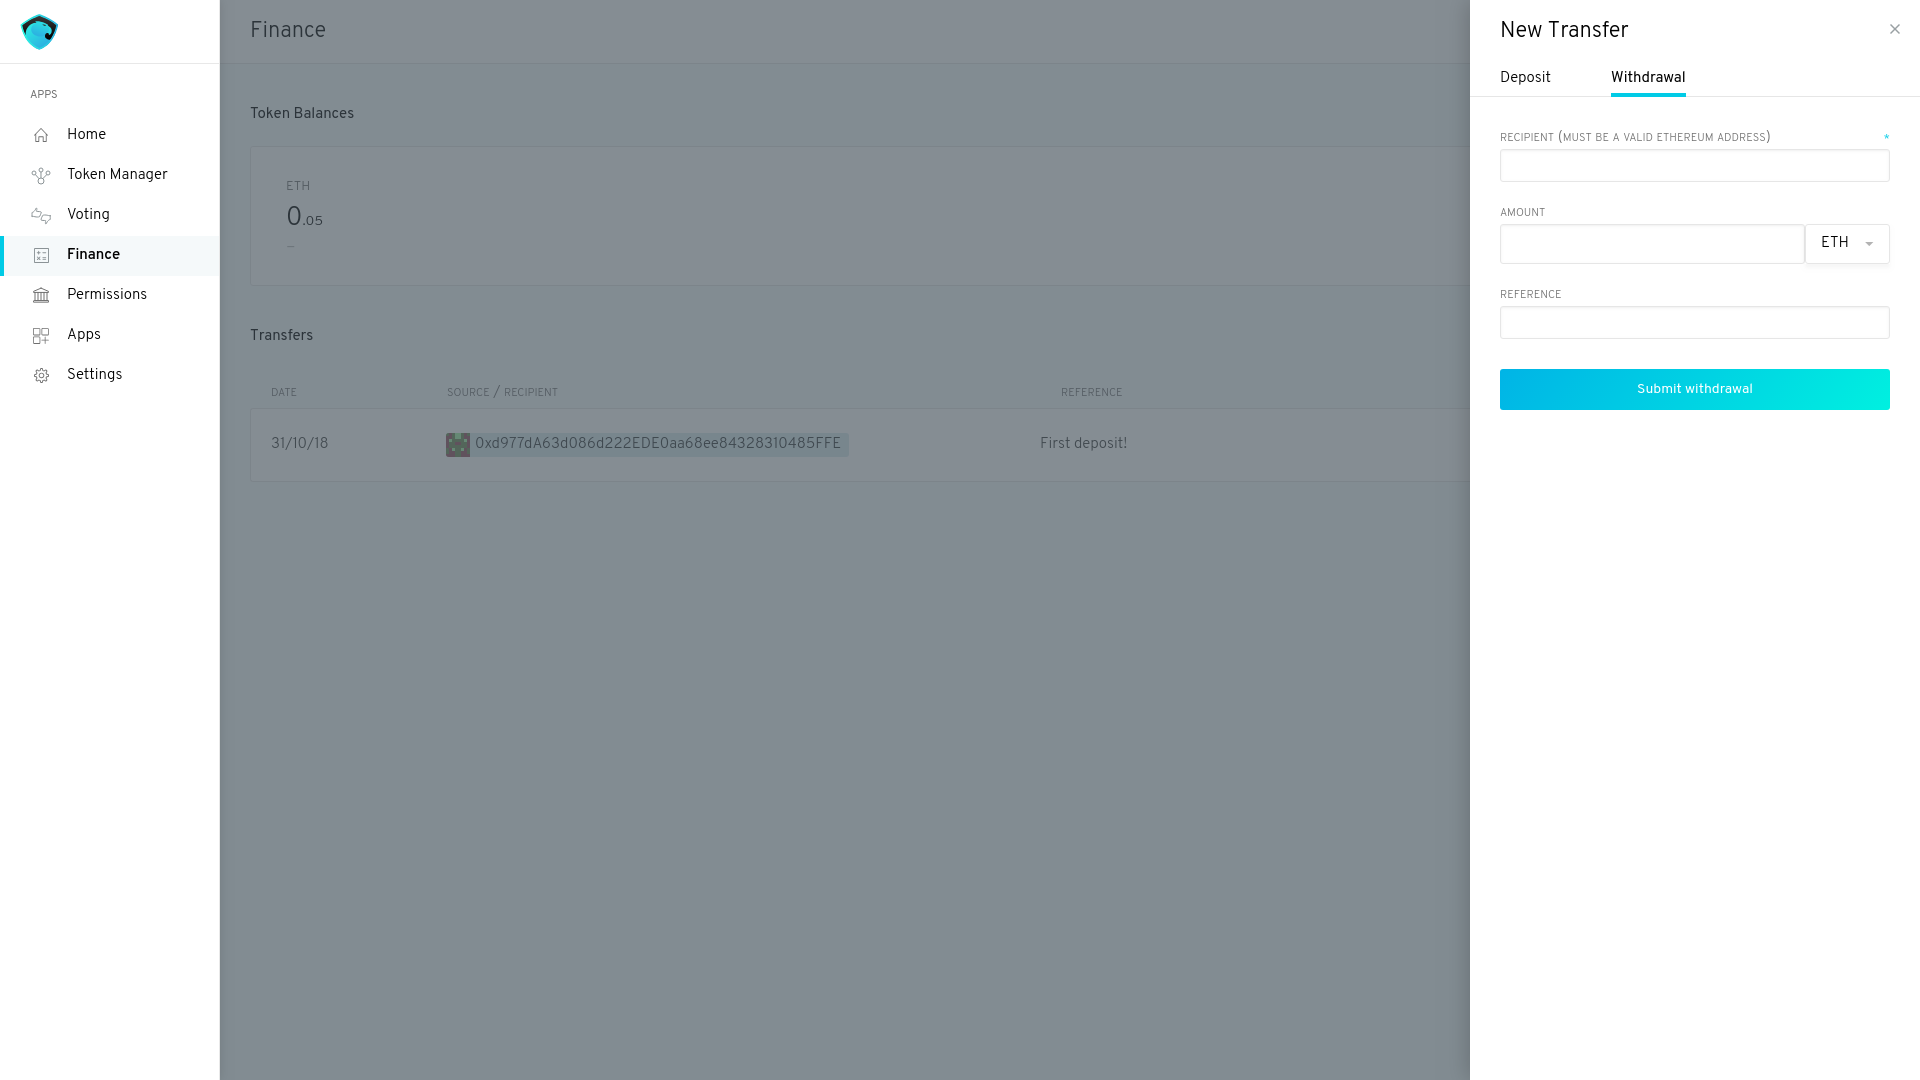 APPS
Home
Token Manager
Voting
Finance
Permissions
Apps
Settings
Finance
Token Balances
ETH
0.05
—
Transfers
DATE SOURCE / RECIPIENT REFERENCE
31/10/18 0xd977dA63d086d222EDE0aa68ee84328310485FFE First deposit!
New Transfer
Deposit Withdrawal
RECIPIENT (MUST BE A VALID ETHEREUM ADDRESS) *
AMOUNT
ETH
REFERENCE
Submit withdrawal